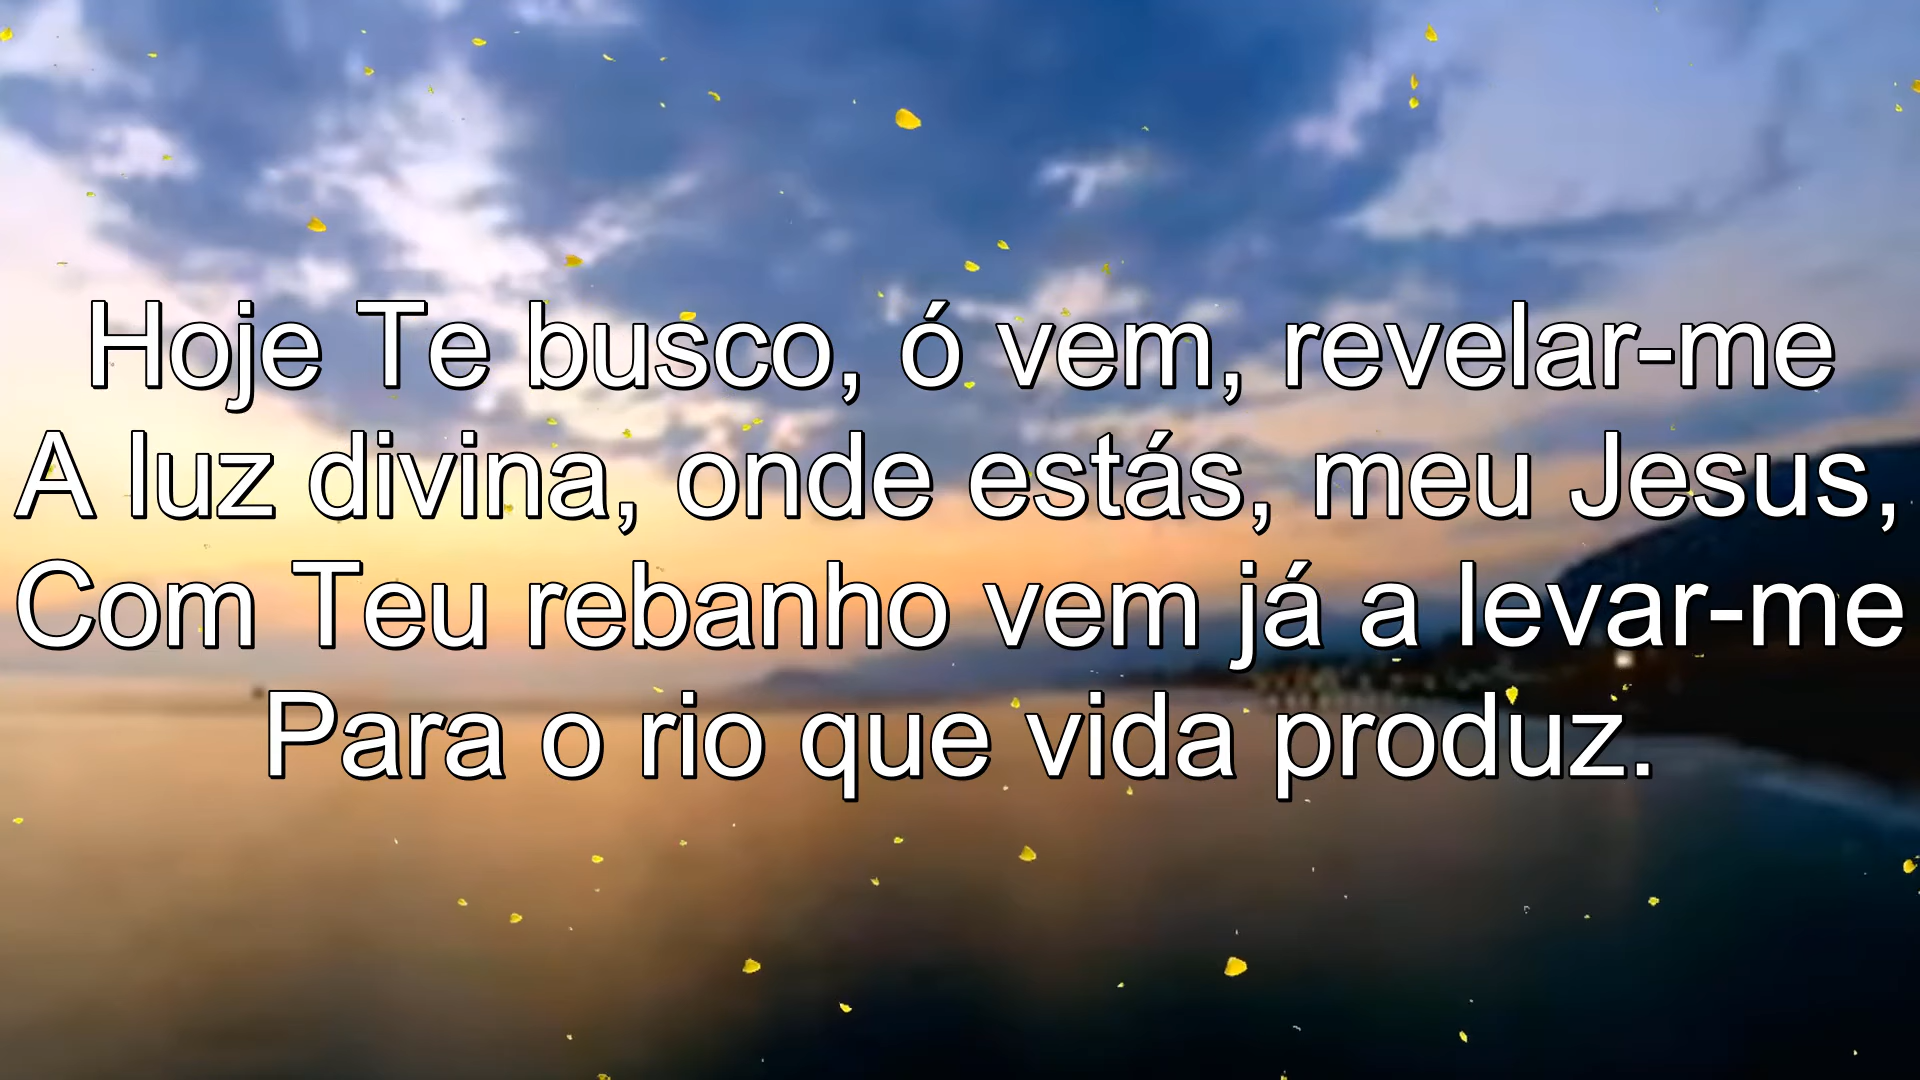 Hoje Te busco, ó vem, revelar-me
A luz divina, onde estás, meu Jesus,
Com Teu rebanho vem já a levar-me
Para o rio que vida produz.